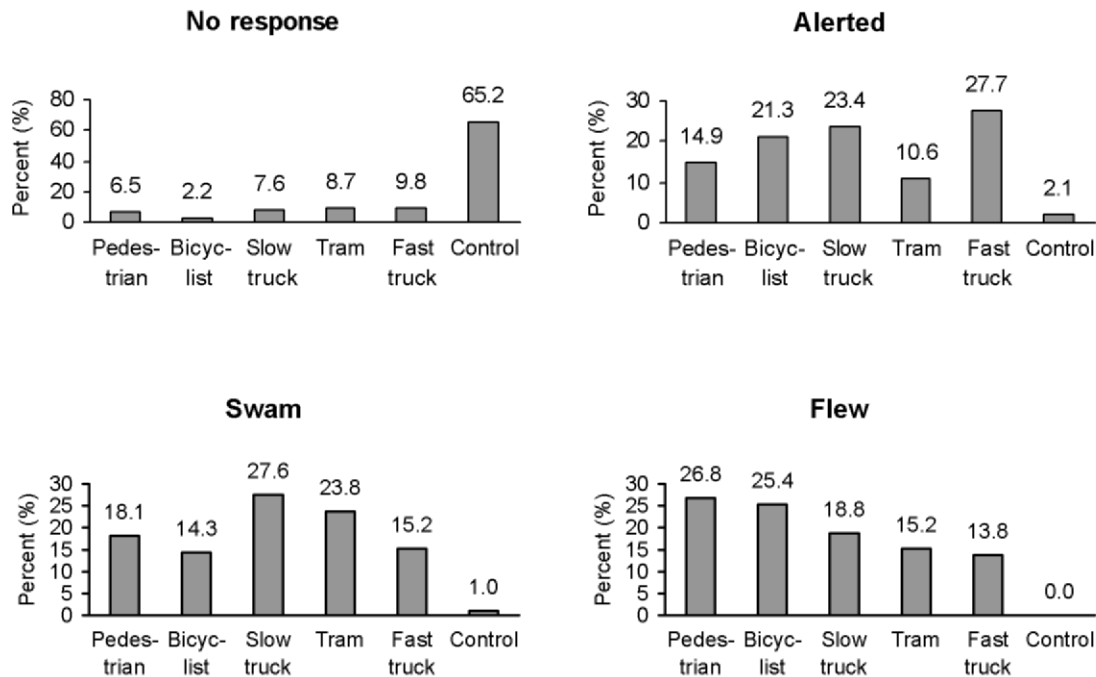 No response
Percent (%)
80
60
40
20
0
6.5
2.2
7.6
8.7
9.8
65.2
Pedes-
trian
Bicyc-
list
Slow
truck
Tram
Fast
truck
Control
Alerted
Percent (%)
30
20
10
0
14.9
21.3
23.4
10.6
27.7
2.1
Pedes-
trian
Bicyc-
list
Slow
truck
Tram
Fast
truck
Control
Swam
Percent (%)
30
25
20
15
10
5
0
18.1
14.3
27.6
23.8
15.2
1.0
Pedes-
trian
Bicyc-
list
Slow
truck
Tram
Fast
truck
Control
Flew
Percent (%)
30
25
20
15
10
5
0
26.8
25.4
18.8
15.2
13.8
0.0
Pedes-
trian
Bicyc-
list
Slow
truck
Tram
Fast
truck
Control